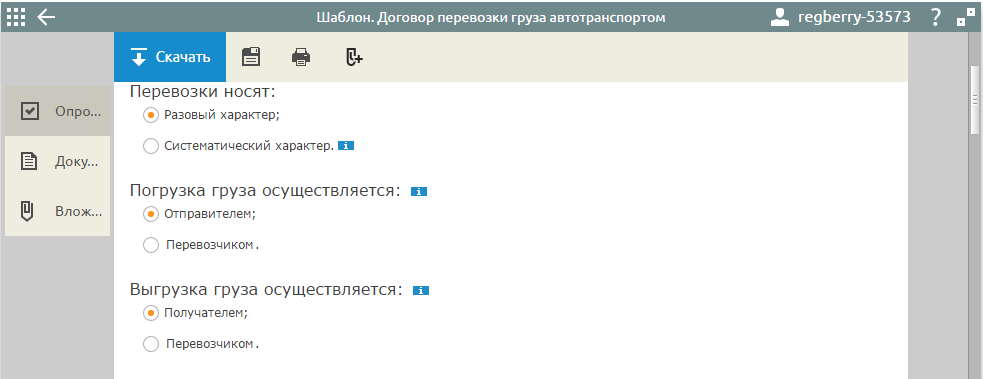 Шаблон. Договор перевозки груза автотранспортом
regberry-53573 ?
Скачать
Опро...
Доку...
Влож...
Перевозки носят:
Разовый характер;
Систематический характер. i
Погрузка груза осуществляется: i
Отправителем;
Перевозчиком.
Выгрузка груза осуществляется: i
Получателем;
Перевозчиком.